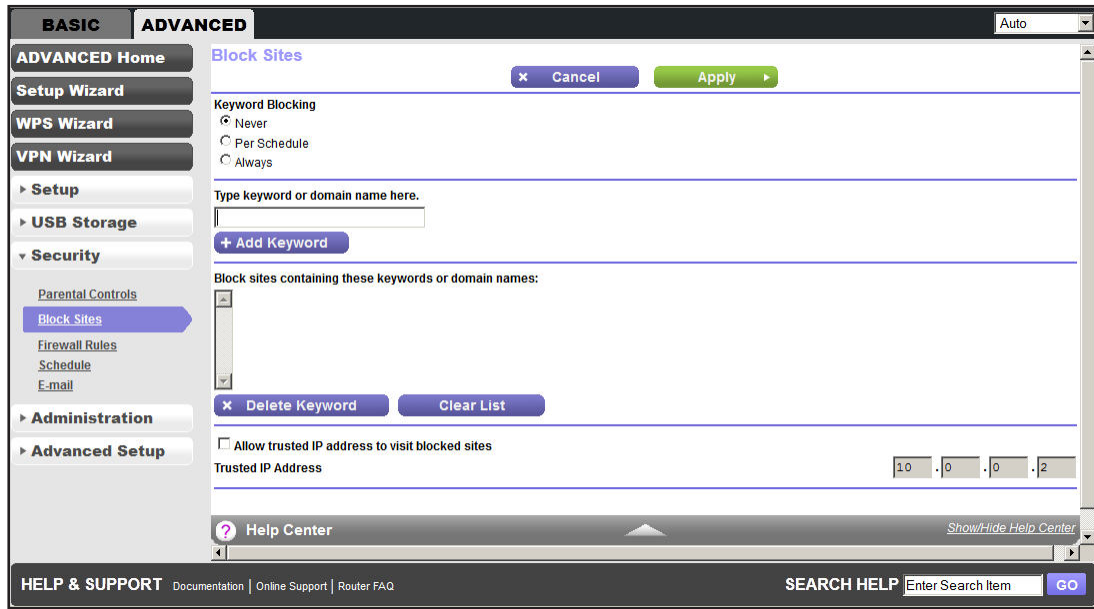 BASIC ADVANCED Auto
ADVANCED Home
Setup Wizard
WPS Wizard
VPN Wizard
Setup
USB Storage
Security
Parental Controls
Block Sites
Firewall Rules
Schedule
E-mail
Administration
Advanced Setup
Block Sites
Cancel Apply
Keyword Blocking
Never
Per Schedule
Always
Type keyword or domain name here.
+ Add Keyword
Block sites containing these keywords or domain names:
Delete Keyword Clear List
Allow trusted IP address to visit blocked sites
Trusted IP Address 10 . 0 . 0 . 2
? Help Center Show/Hide Help Center
HELP & SUPPORT Documentation | Online Support | Router FAQ SEARCH HELP Enter Search Item GO